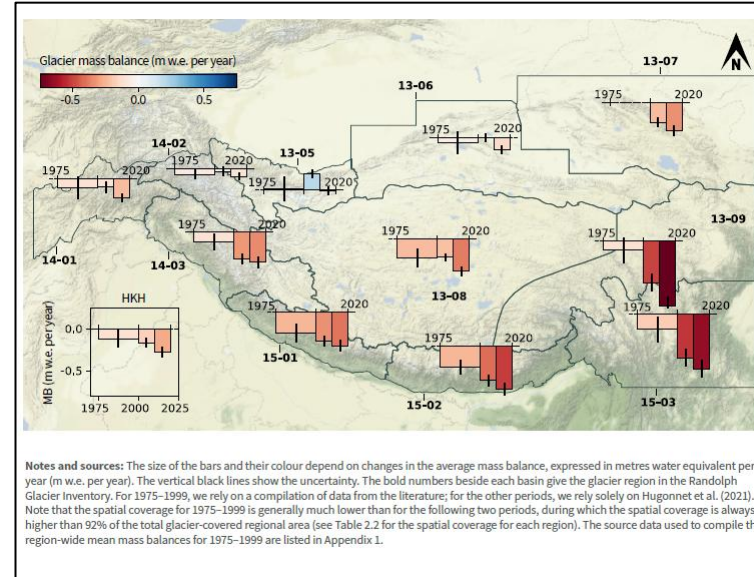 Glacier mass balance (m w.e. per year)
-0.5 0.0 0.5
N
13-07
1975 2020
13-06
1975 2020
14-02
1975 2020
13-05
1975 2020
1975 2020
14-01
13-09
1975 2020
14-03
1975 2020
1975 2020
13-08
HKH
MB (m w.e. per year)
0,0
-0,5
1975 2000 2025
1975 2020
15-01
1975 2020
15-02
1975 2020
15-03
Notes and sources: The size of the bars and their colour depend on changes in the average mass balance, expressed in metres water equivalent per
year (m w.e. per year). The vertical black lines show the uncertainty. The bold numbers beside each basin give the glacier region in the Randolph
Glacier Inventory. For 1975–1999, we rely on a compilation of data from the literature; for the other periods, we rely solely on Hugonnet et al. (2021).
Note that the spatial coverage for 1975–1999 is generally much lower than for the following two periods, during which the spatial coverage is always
higher than 92% of the total glacier-covered regional area (see Table 2.2 for the spatial coverage for each region). The source data used to compile th
region-wide mean mass balances for 1975–1999 are listed in Appendix 1.